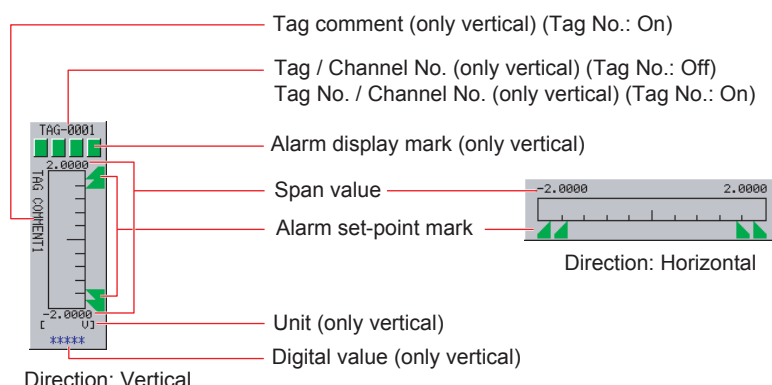 Tag comment (only vertical) (Tag No.: On)
Tag / Channel No. (only vertical) (Tag No.: Off)
Tag No. / Channel No. (only vertical) (Tag No.: On)
TAG-0001
Alarm display mark (only vertical)
2.0000
TAG COMMENT1
Span value
-2.0000 2.0000
Alarm set-point mark
Direction: Horizontal
-2.0000
[ V]
Unit (only vertical)
*****
Digital value (only vertical)
Direction: Vertical